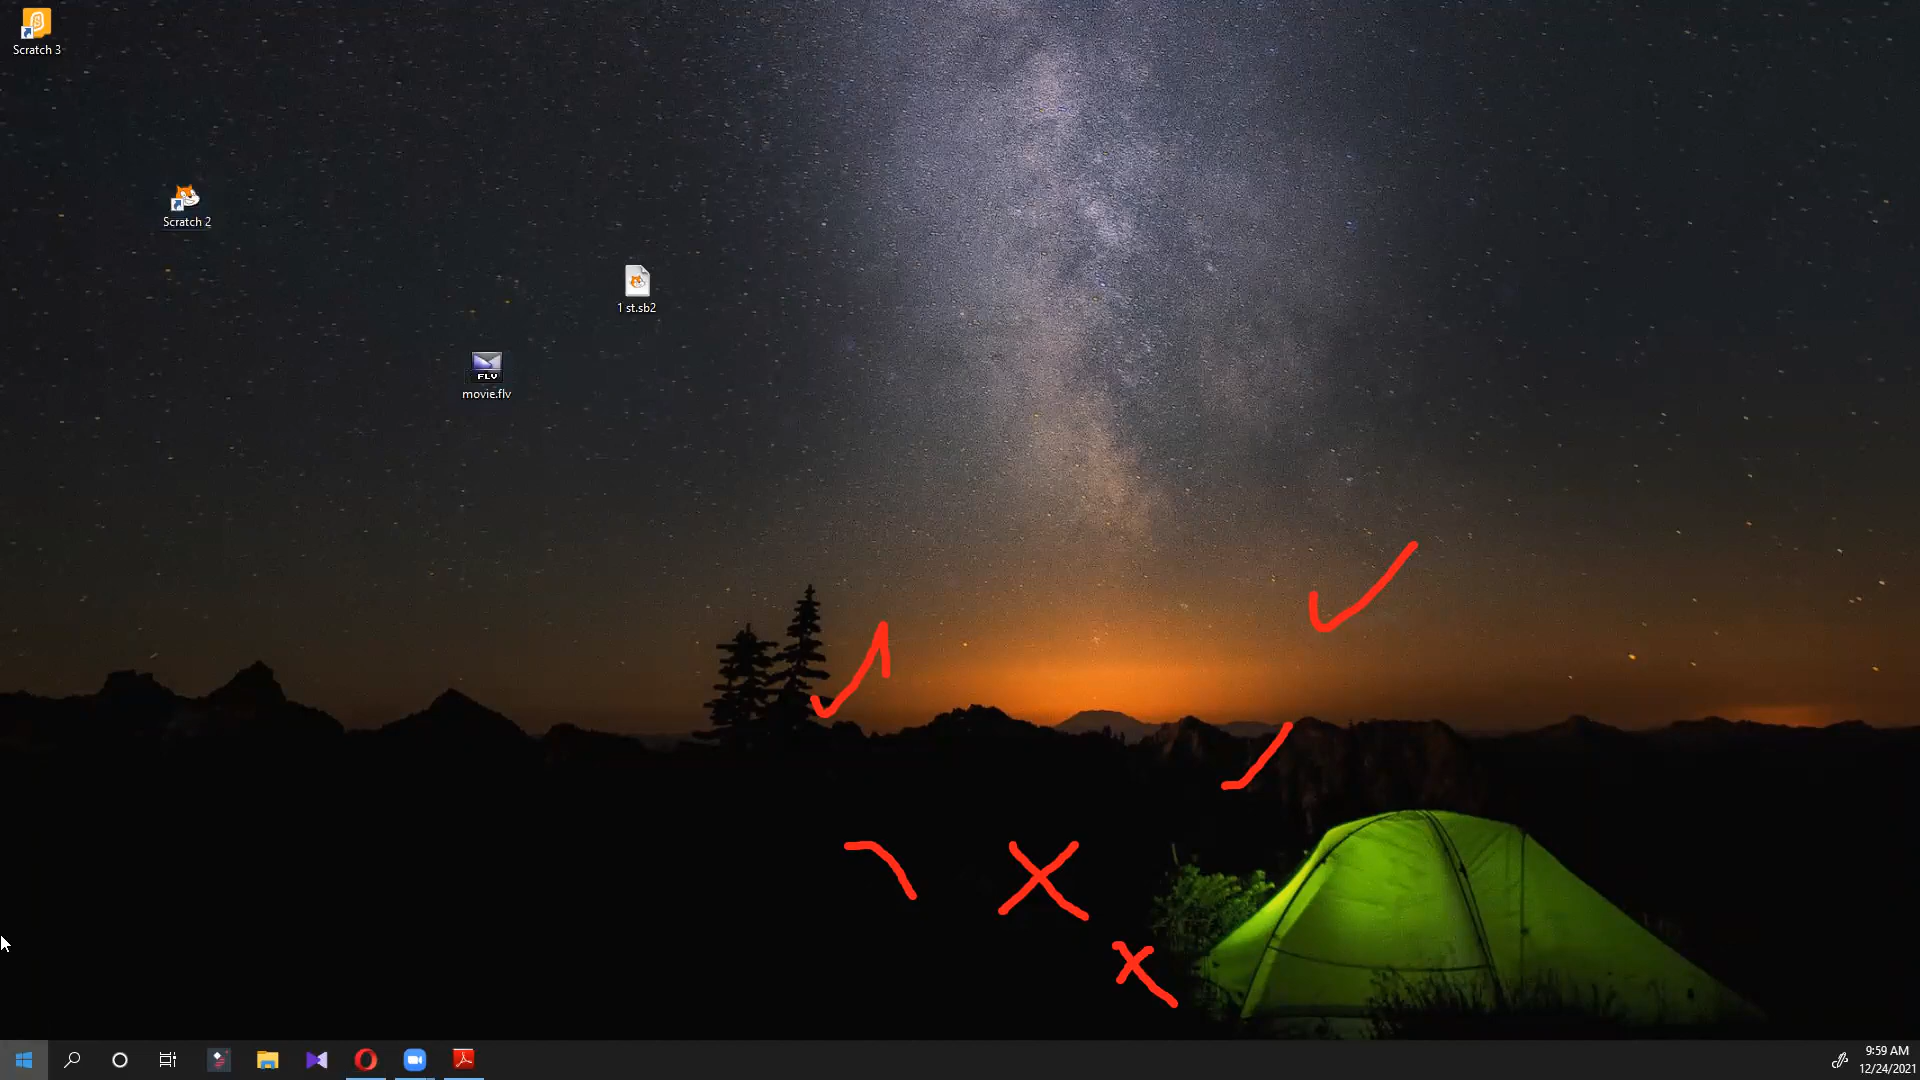 Scratch 3
Scratch 2
1 st.sb2
FLV
movie.flv
9:59 AM
12/24/2021